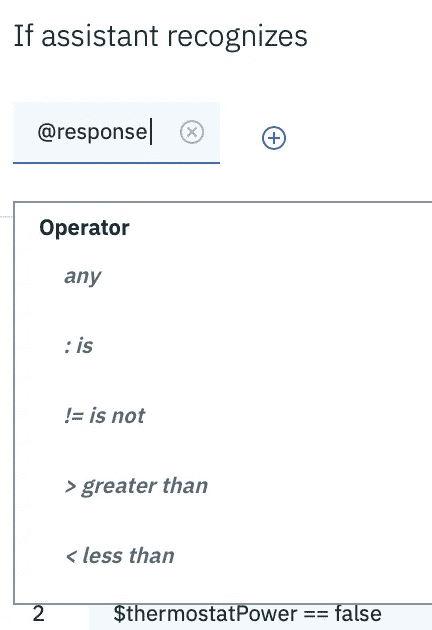 If assistant recognizes
@response
Operator
any
: is
!= is not
> greater than
< less than
2 $thermostatPower == false